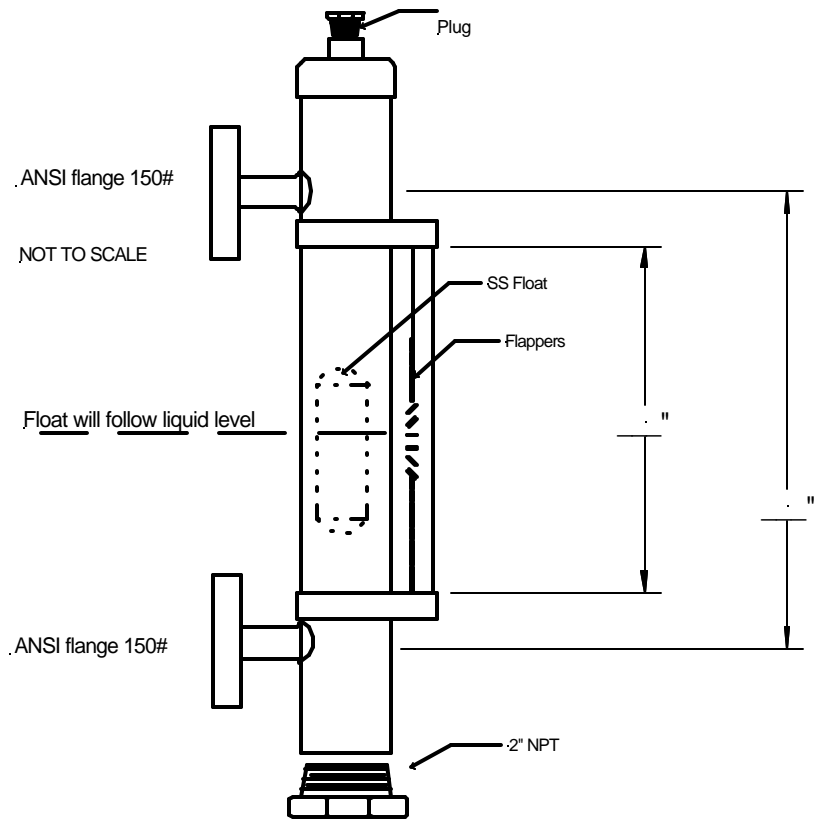 Plug
ANSI flange 150#
NOT TO SCALE
SS Float
Flappers
Float will follow liquid level
. "
. "
ANSI flange 150#
2" NPT